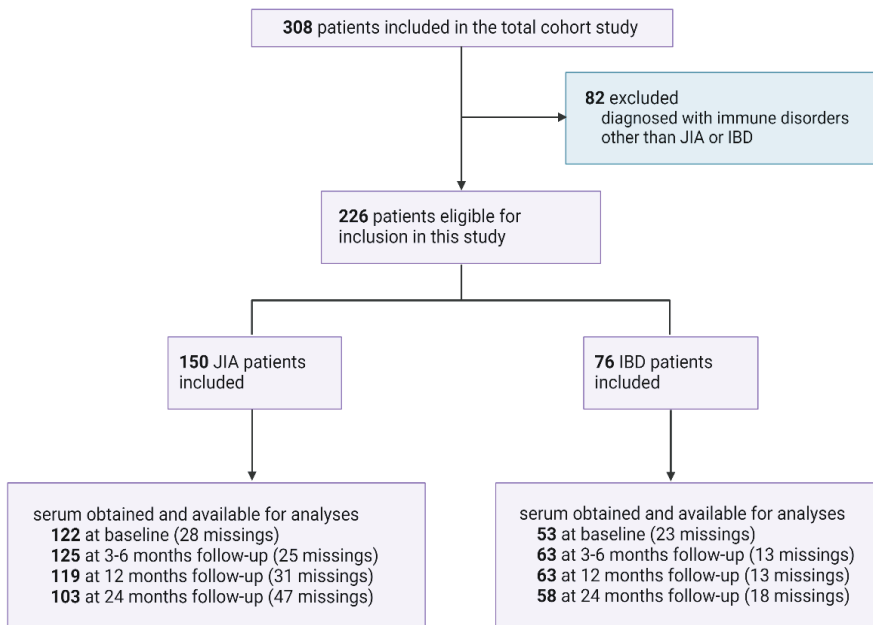 308 patients included in the total cohort study
82 excluded
diagnosed with immune disorders
other than JIA or IBD
226 patients eligible for
inclusion in this study
150 JIA patients
included
76 IBD patients
included
serum obtained and available for analyses
122 at baseline (28 missings)
125 at 3-6 months follow-up (25 missings)
119 at 12 months follow-up (31 missings)
103 at 24 months follow-up (47 missings)
serum obtained and available for analyses
53 at baseline (23 missings)
63 at 3-6 months follow-up (13 missings)
63 at 12 months follow-up (13 missings)
58 at 24 months follow-up (18 missings)